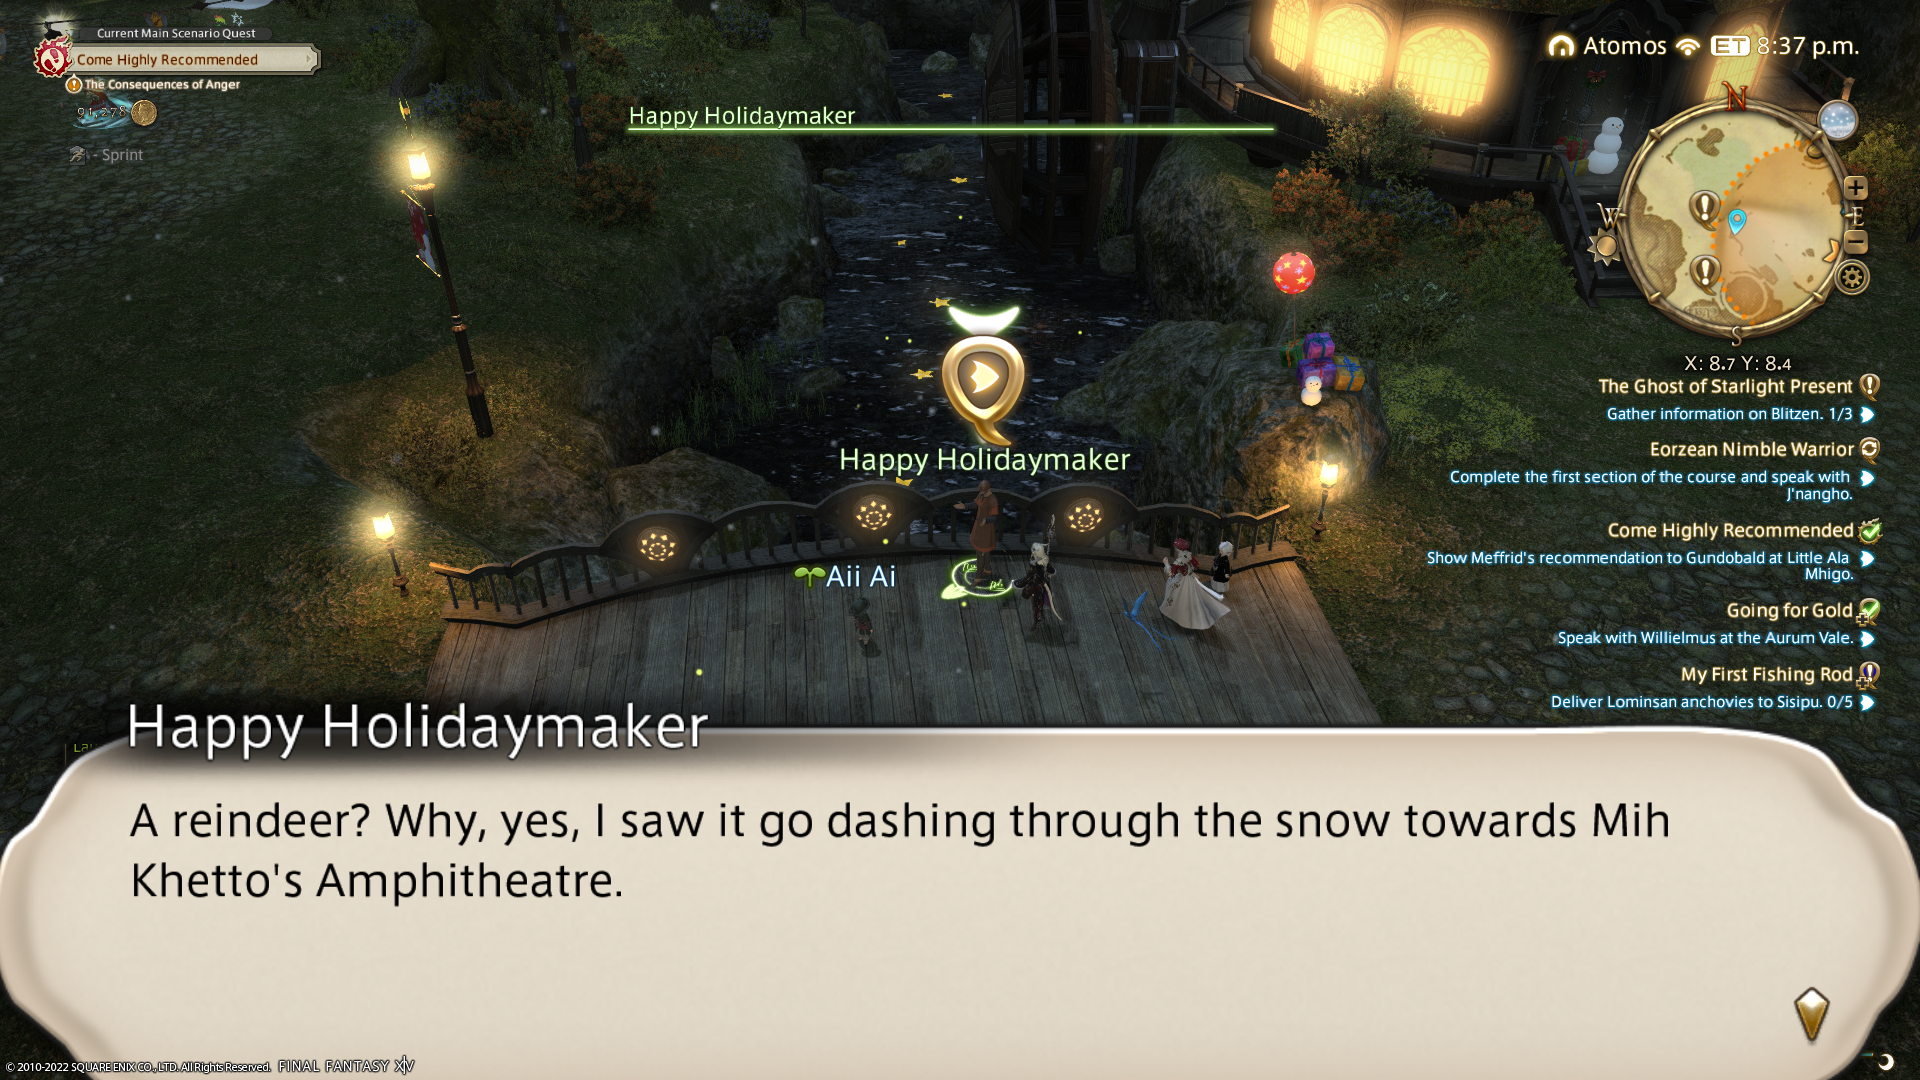 Current Main Scenario Quest
Come Highly Recommended
The Consequences of Anger
91,278
- Sprint
Happy Holidaymaker
Atomos ET 8:37 p.m.
N
W
E
S
X: 8.7 Y: 8.4
The Ghost of Starlight Present
Gather information on Blitzen. 1/3
Eorzean Nimble Warrior
Complete the first section of the course and speak with
J'nangho.
Come Highly Recommended
Show Meffrid's recommendation to Gundobald at Little Ala
Mhigo.
Going for Gold
Speak with Willielmus at the Aurum Vale.
My First Fishing Rod
Deliver Lominsan anchovies to Sisipu. 0/5
Happy Holidaymaker
Aii Ai
Happy Holidaymaker
A reindeer? Why, yes, I saw it go dashing through the snow towards Mih
Khetto's Amphitheatre.
© 2010-2022 SQUARE ENIX CO., LTD. All Rights Reserved. FINAL FANTASY XIV